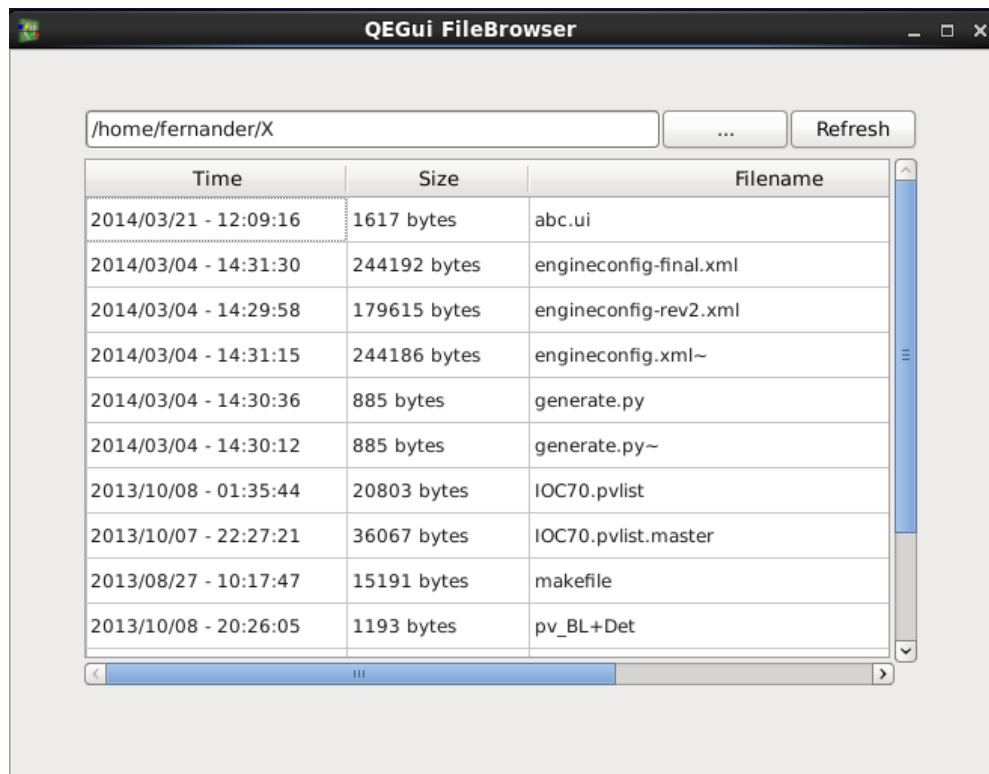 QEGui FileBrowser
/home/fernander/X ... Refresh
Time Size Filename
2014/03/21 - 12:09:16 1617 bytes abc.ui
2014/03/04 - 14:31:30 244192 bytes engineconfig-final.xml
2014/03/04 - 14:29:58 179615 bytes engineconfig-rev2.xml
2014/03/04 - 14:31:15 244186 bytes engineconfig.xml~
2014/03/04 - 14:30:36 885 bytes generate.py
2014/03/04 - 14:30:12 885 bytes generate.py~
2013/10/08 - 01:35:44 20803 bytes IOC70.pvlist
2013/10/07 - 22:27:21 36067 bytes IOC70.pvlist.master
2013/08/27 - 10:17:47 15191 bytes makefile
2013/10/08 - 20:26:05 1193 bytes pv_BL+Det